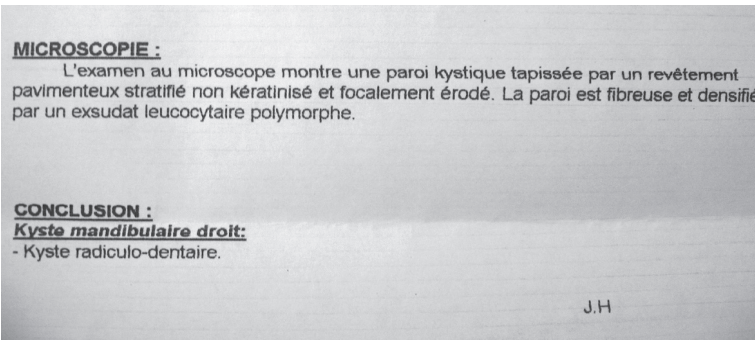 MICROSCOPIE :
L'examen au microscope montre une paroi kystique tapissée par un revêtement
pavimenteux stratifié non kératinisé et focalement érodé. La paroi est fibreuse et densifié
par un exsudat leucocytaire polymorphe.
CONCLUSION :
Kyste mandibulaire droit:
- Kyste radiculo-dentaire.
J.H